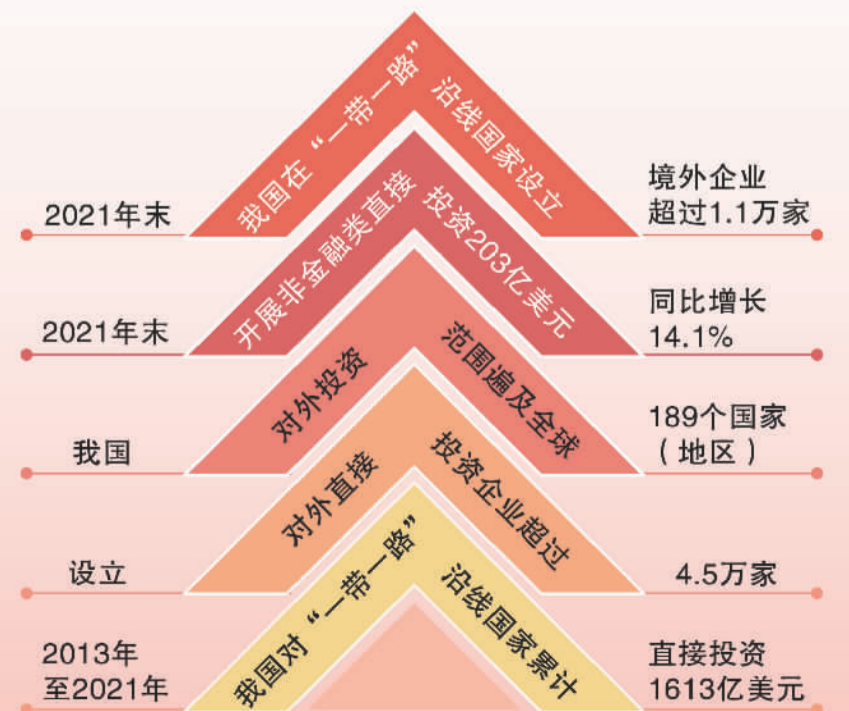 2021年末
我国在“一带一路”
沿线国家设立
境外企业
超过1.1万家
2021年末
开展非金融类直接
投资203亿美元
同比增长
14.1%
我国
对外投资
范围遍及全球
189个国家
（地区）
设立
对外直接
投资企业超过
4.5万家
2013年
至2021年
我国对“一带一路”
沿线国家累计
直接投资
1613亿美元